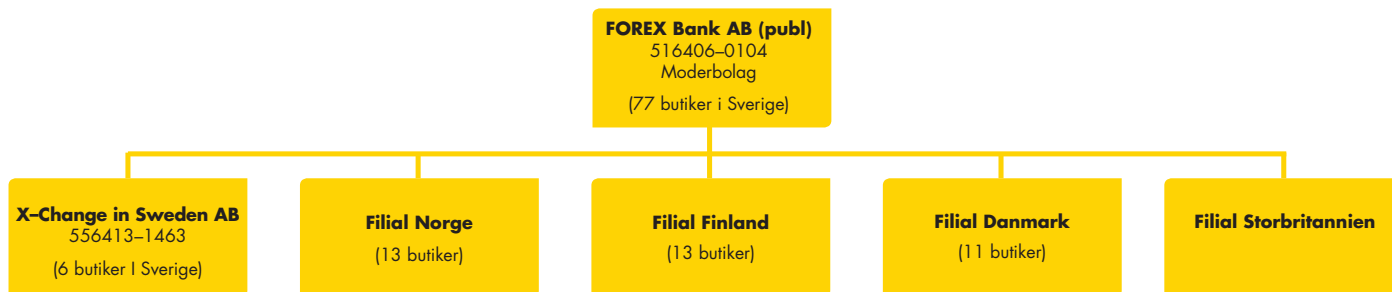 FOREX Bank AB (publ)
516406–0104
Moderbolag
(77 butiker i Sverige)
X–Change in Sweden AB
556413–1463
(6 butiker I Sverige)
Filial Norge
(13 butiker)
Filial Finland
(13 butiker)
Filial Danmark
(11 butiker)
Filial Storbritannien